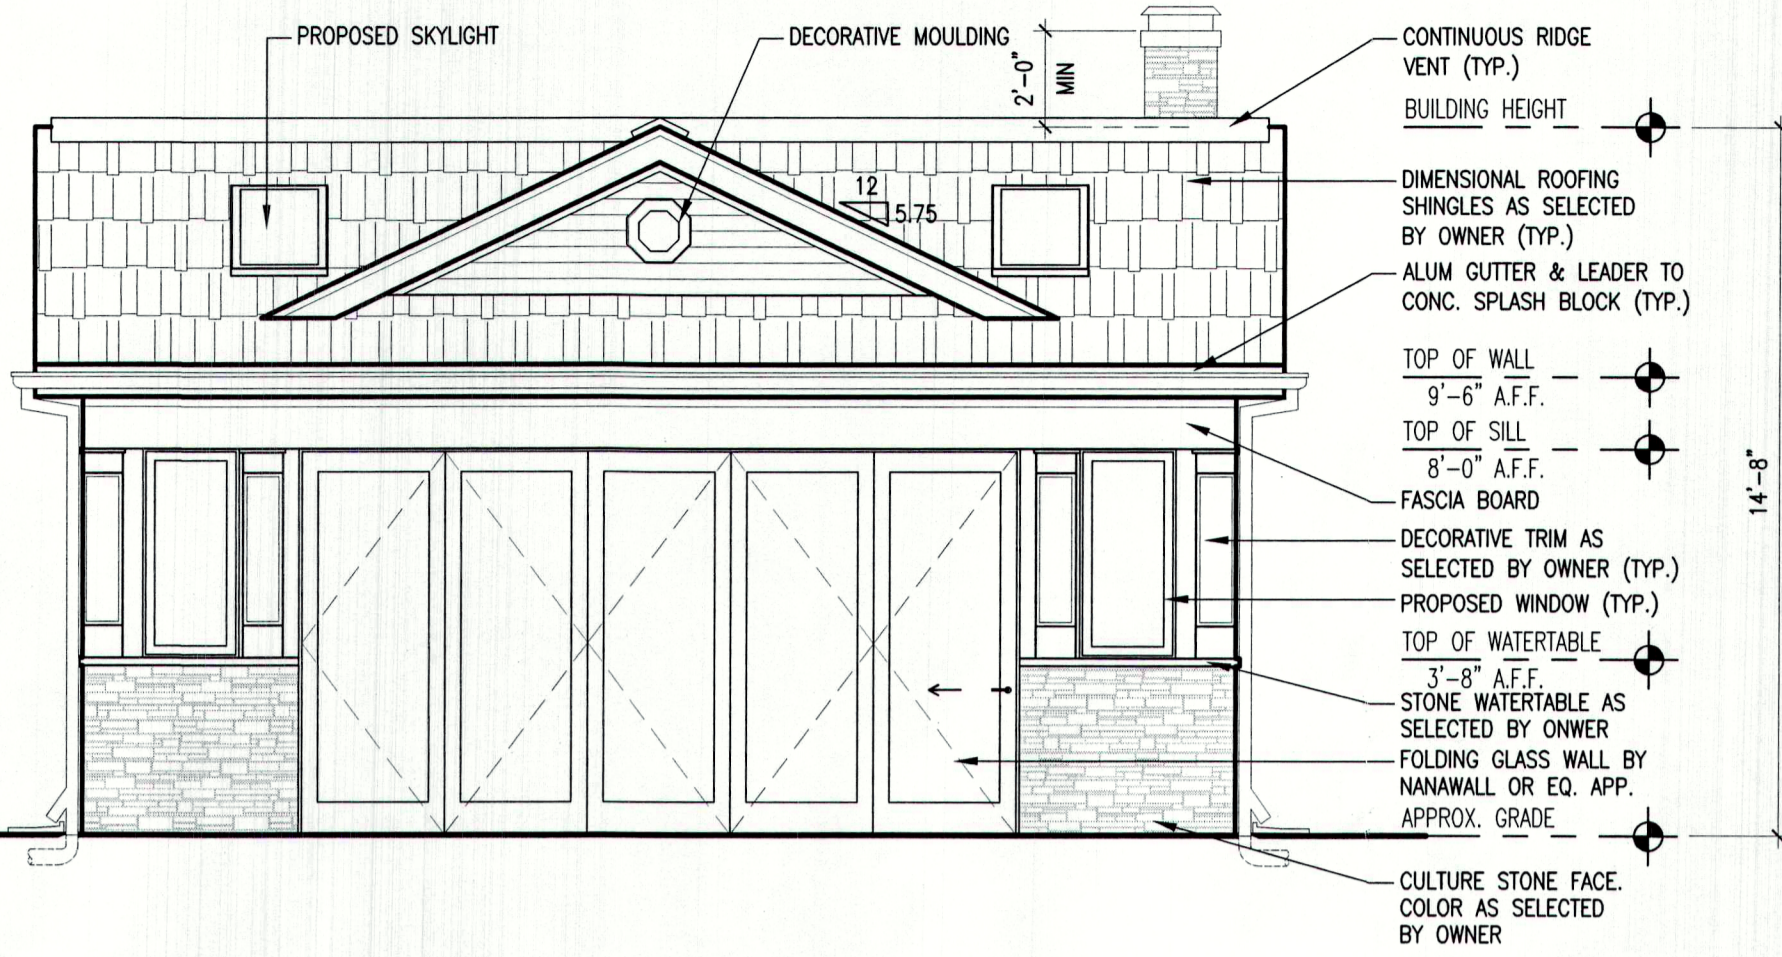 PROPOSED SKYLIGHT
DECORATIVE MOULDING
2'-0"
MIN
12
5.75
CONTINUOUS RIDGE
VENT (TYP.)
BUILDING HEIGHT
DIMENSIONAL ROOFING
SHINGLES AS SELECTED
BY OWNER (TYP.)
ALUM GUTTER & LEADER TO
CONC. SPLASH BLOCK (TYP.)
TOP OF WALL
9'-6" A.F.F.
TOP OF SILL
8'-0" A.F.F.
FASCIA BOARD
DECORATIVE TRIM AS
SELECTED BY OWNER (TYP.)
PROPOSED WINDOW (TYP.)
TOP OF WATERTABLE
3'-8" A.F.F.
STONE WATERTABLE AS
SELECTED BY ONWER
FOLDING GLASS WALL BY
NANAWALL OR EQ. APP.
APPROX. GRADE
CULTURE STONE FACE.
COLOR AS SELECTED
BY OWNER
14'-8"